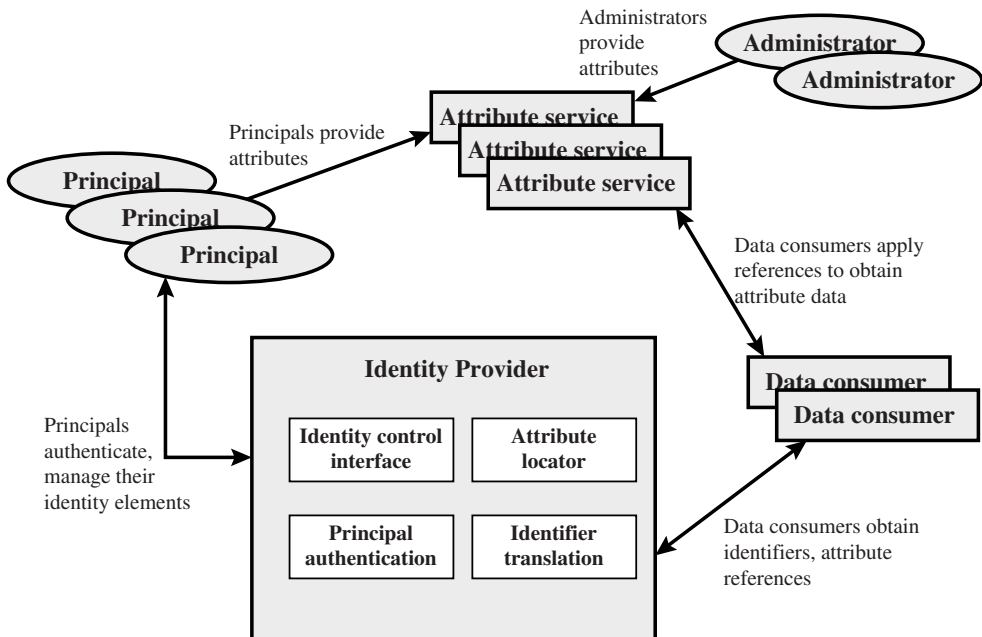 Administrators
provide
attributes
Administrator
Administrator
Attribute service
Attribute service
Attribute service
Principals provide
attributes
Principal
Principal
Principal
Data consumers apply
references to obtain
attribute data
Identity Provider
Data consumer
Data consumer
Identity control
interface
Attribute
locator
Principals
authenticate,
manage their
identity elements
Principal
authentication
Identifier
translation
Data consumers obtain
identifiers, attribute
references